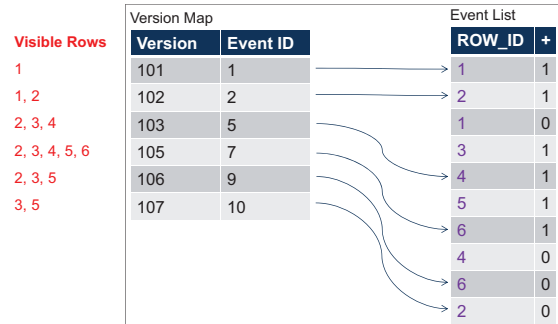 Version Map
Event List
Visible Rows
Version Event ID
ROW_ID +
1 101 1 1 1
1, 2 102 2 2 1
2, 3, 4 103 5 1 0
2, 3, 4, 5, 6 105 7 3 1
2, 3, 5 106 9 4 1
3, 5 107 10 5 1
6 1
4 0
6 0
2 0